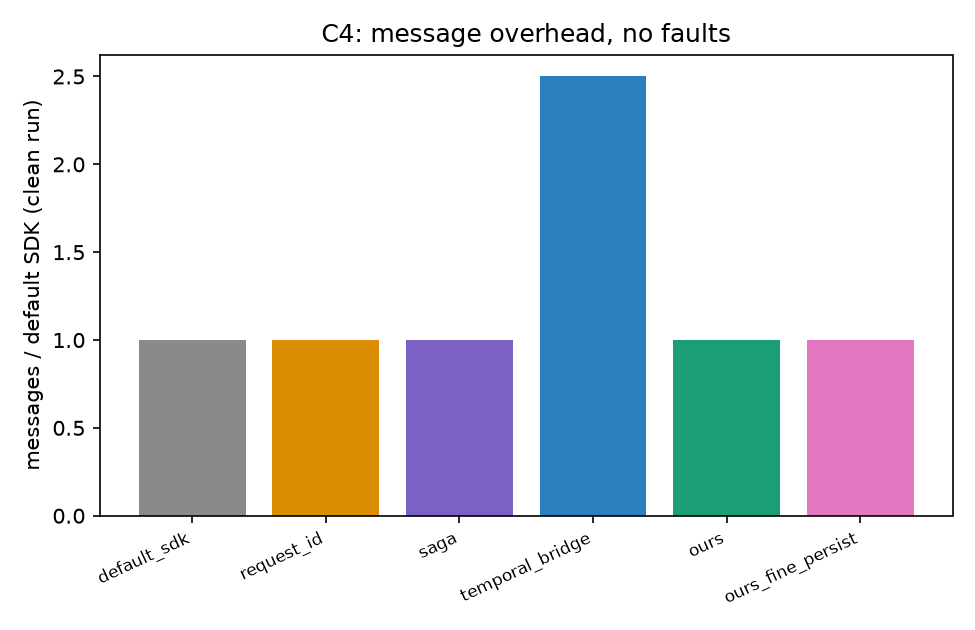 C4: message overhead, no faults
messages / default SDK (clean run)
2.5
2.0
1.5
1.0
0.5
0.0
default_sdk
request_id
saga
temporal_bridge
ours
ours_fine_persist